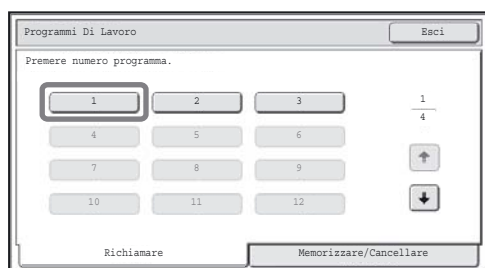 Programmi Di Lavoro Esci
Premere numero programma.
1 2 3 1
4
4 5 6
7 8 9
10 11 12
Richiamare Memorizzare/Cancellare